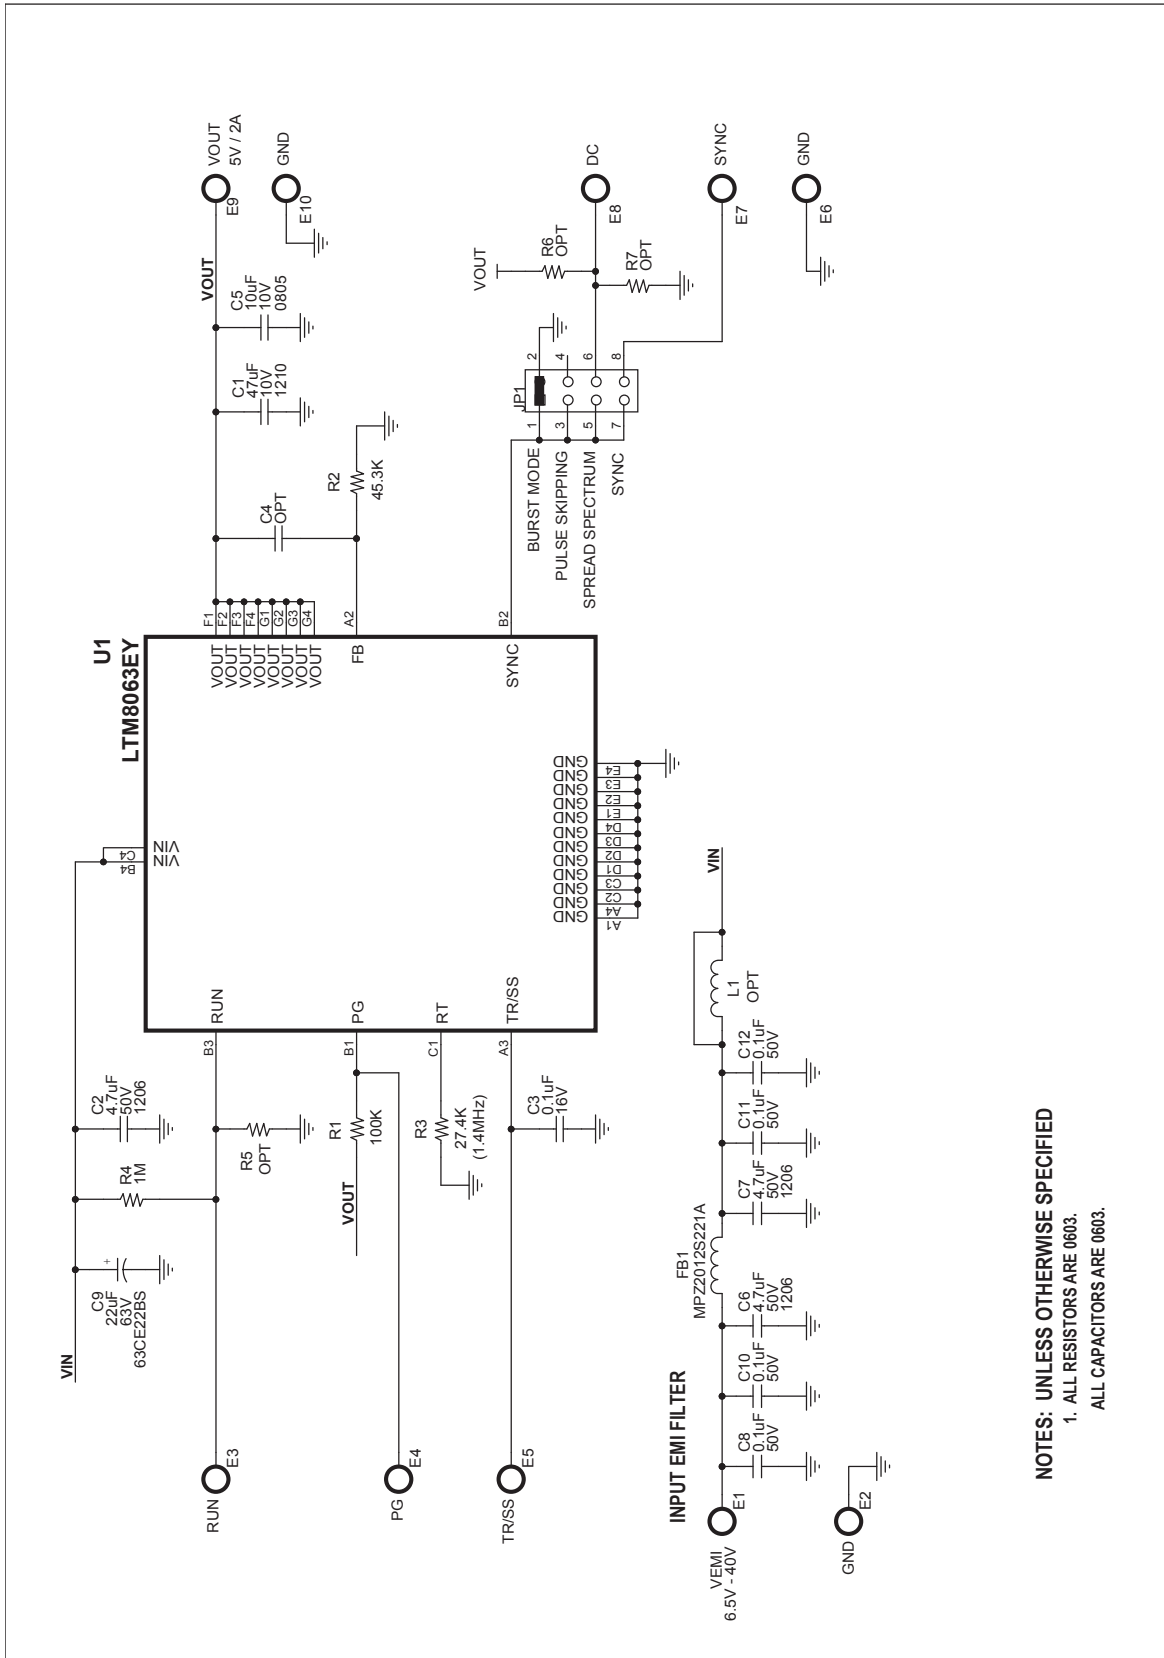 U1
LTM8063EY
VIN
C9
22uF
63V
63CE22BS
+
R4
1M
C2
4.7uF
50V
1206
B4
C4
VIN
VIN
RUN
E3
R5
OPT
B3
RUN
PG
E4
VOUT
R1
100K
B1
PG
R3
27.4K
(1.4MHz)
C1
RT
TR/SS
E5
C3
0.1uF
16V
A3
TR/SS
VOUT
VOUT
VOUT
VOUT
VOUT
VOUT
VOUT
VOUT
F1
F2
F3
F4
G1
G2
G3
G4
FB
A2
SYNC
B2
GND
GND
GND
GND
GND
GND
GND
GND
GND
GND
GND
GND
A1
A4
C2
C3
D1
D2
D3
D4
E1
E2
E3
E4
C4
OPT
R2
45.3K
C1
47uF
10V
1210
C5
10uF
10V
0805
VOUT
VOUT
5V / 2A
E9
GND
E10
JP1
BURST MODE
1
2
PULSE SKIPPING
3
4
SPREAD SPECTRUM
5
6
SYNC
7
8
VOUT
R6
OPT
R7
OPT
DC
E8
SYNC
E7
GND
E6
INPUT EMI FILTER
VEMI
6.5V - 40V
E1
GND
E2
C8
0.1uF
50V
C10
0.1uF
50V
C6
4.7uF
50V
1206
FB1
MPZ2012S221A
C7
4.7uF
50V
1206
C11
0.1uF
50V
C12
0.1uF
50V
L1
OPT
VIN
NOTES: UNLESS OTHERWISE SPECIFIED
1. ALL RESISTORS ARE 0603.
ALL CAPACITORS ARE 0603.